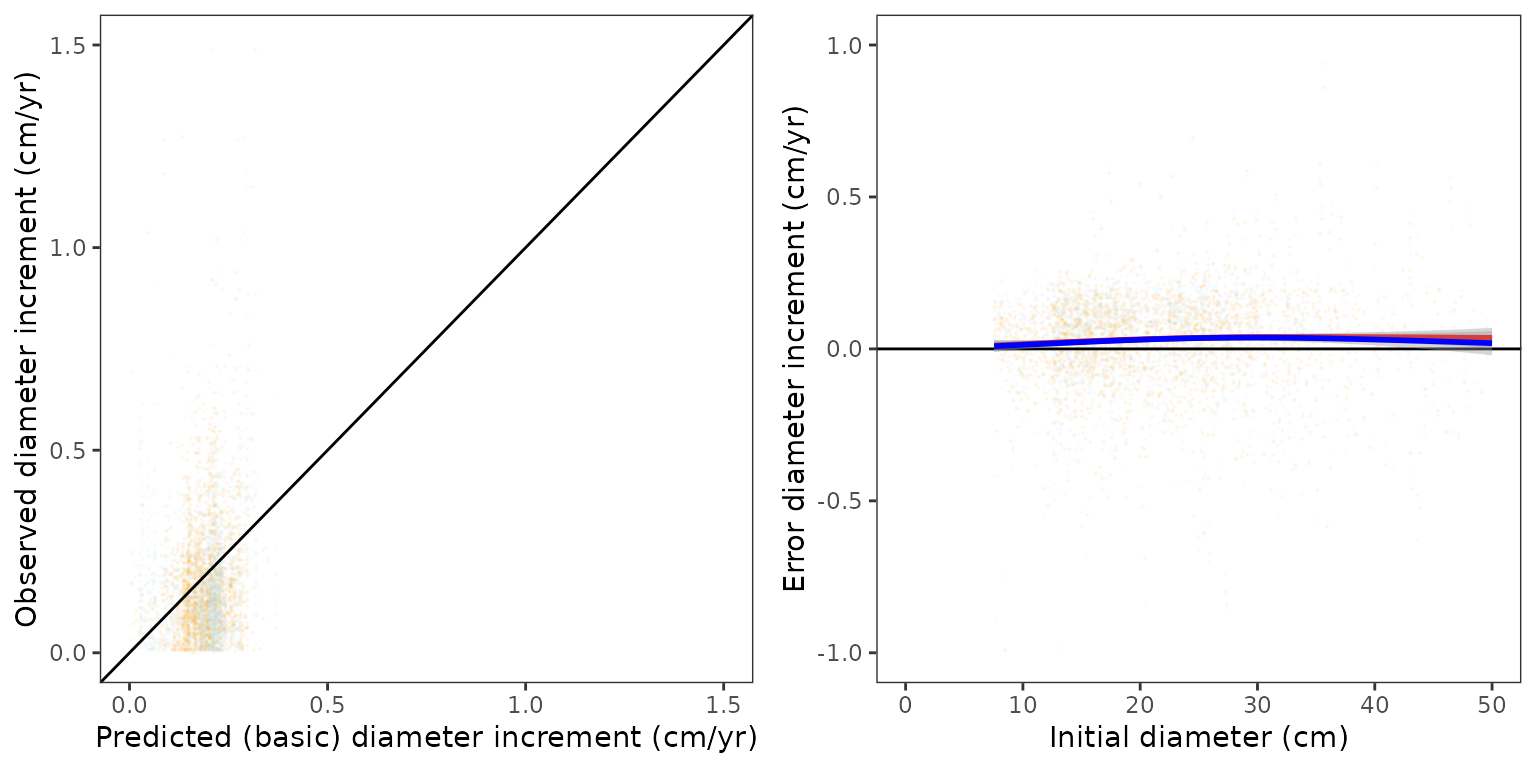 Observed diameter increment (cm/yr)
1.5
1.0
0.5
0.0
0.0 0.5 1.0 1.5
Predicted (basic) diameter increment (cm/yr)
Error diameter increment (cm/yr)
1.0
0.5
0.0
-0.5
-1.0
0 10 20 30 40 50
Initial diameter (cm)